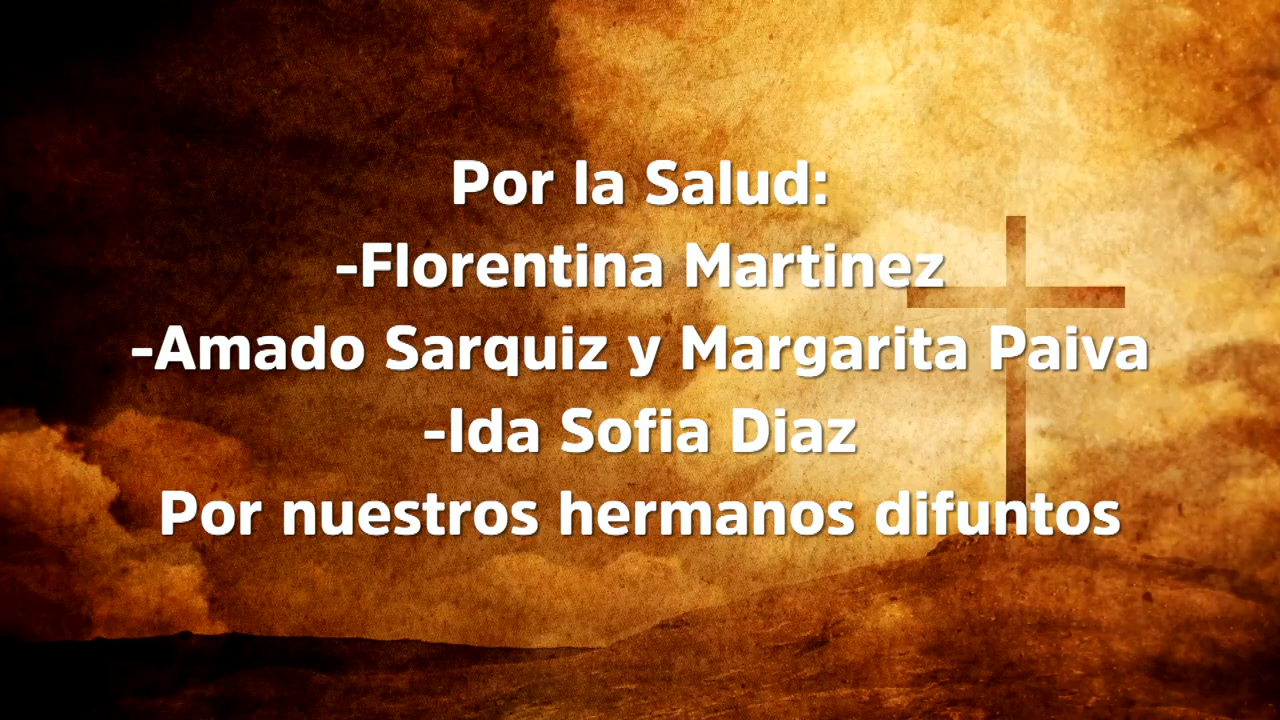 Por la Salud:
-Florentina Martinez
-Amado Sarquiz y Margarita Paiva
-Ida Sofia Diaz
Por nuestros hermanos difuntos